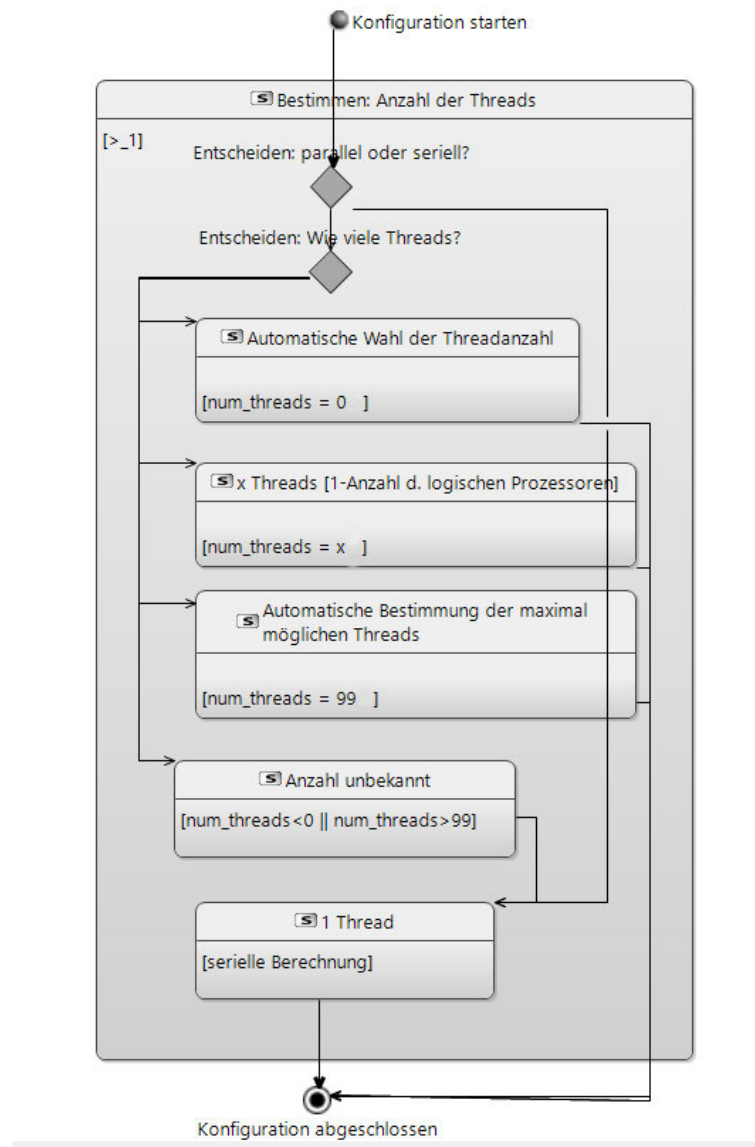 Konfiguration starten
Bestimmen: Anzahl der Threads
[>_1]
Entscheiden: parallel oder seriell?
Entscheiden: Wie viele Threads?
Automatische Wahl der Threadanzahl
[num_threads = 0 ]
x Threads [1-Anzahl d. logischen Prozessoren]
[num_threads = x ]
Automatische Bestimmung der maximal
möglichen Threads
[num_threads = 99 ]
Anzahl unbekannt
[num_threads<0 || num_threads>99]
1 Thread
[serielle Berechnung]
Konfiguration abgeschlossen